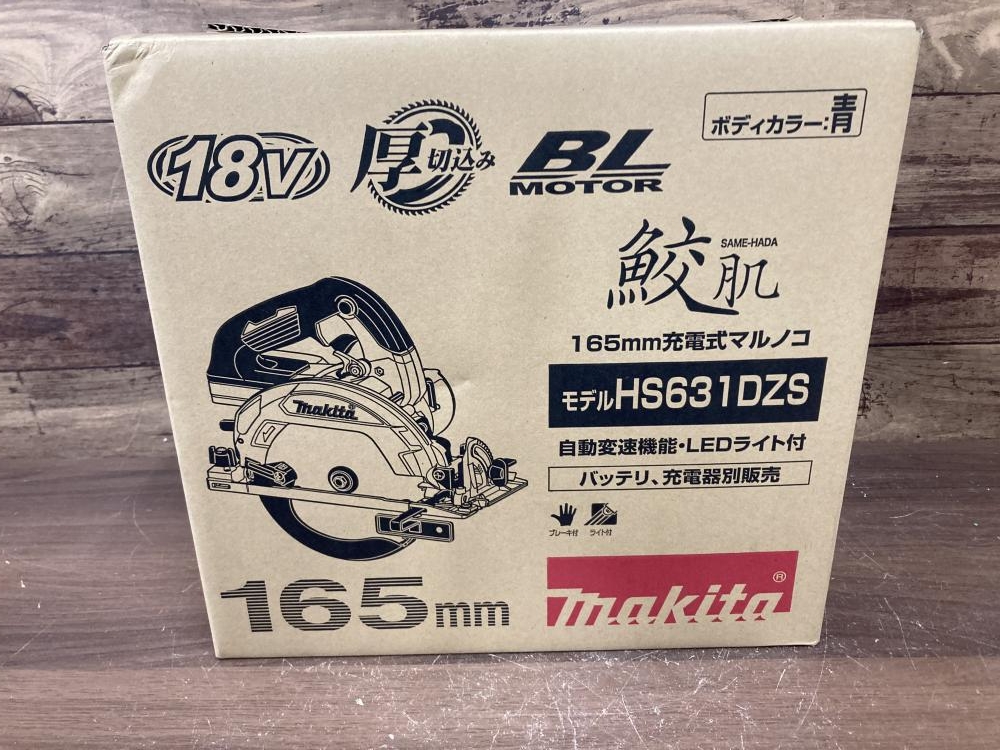 18V
厚切込み
BL
MOTOR
ボディカラー:青
鮫肌
SAME-HADA
165mm充電式マルノコ
モデルHS631DZS
自動変速機能・LEDライト付
バッテリ、充電器別販売
ブレーキ付 ライト付
makita
165mm
makita®